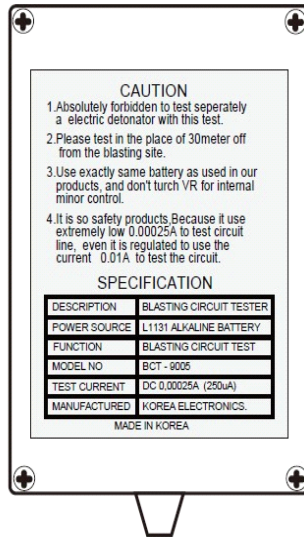 CAUTION
1.Absolutely forbidden to test seperately
a electric detonator with this test.
2.Please test in the place of 30meter off
from the blasting site.
3.Use exactly same battery as used in our
products, and don't turch VR for internal
minor control.
4.It is so safety products,Because it use
extremely low 0.00025A to test circuit
line, even it is regulated to use the
current 0.01A to test the circuit.
SPECIFICATION
DESCRIPTION BLASTING CIRCUIT TESTER
POWER SOURCE L1131 ALKALINE BATTERY
FUNCTION BLASTING CIRCUIT TEST
MODEL NO BCT - 9005
TEST CURRENT DC 0,00025A (250uA)
MANUFACTURED KOREA ELECTRONICS.
MADE IN KOREA